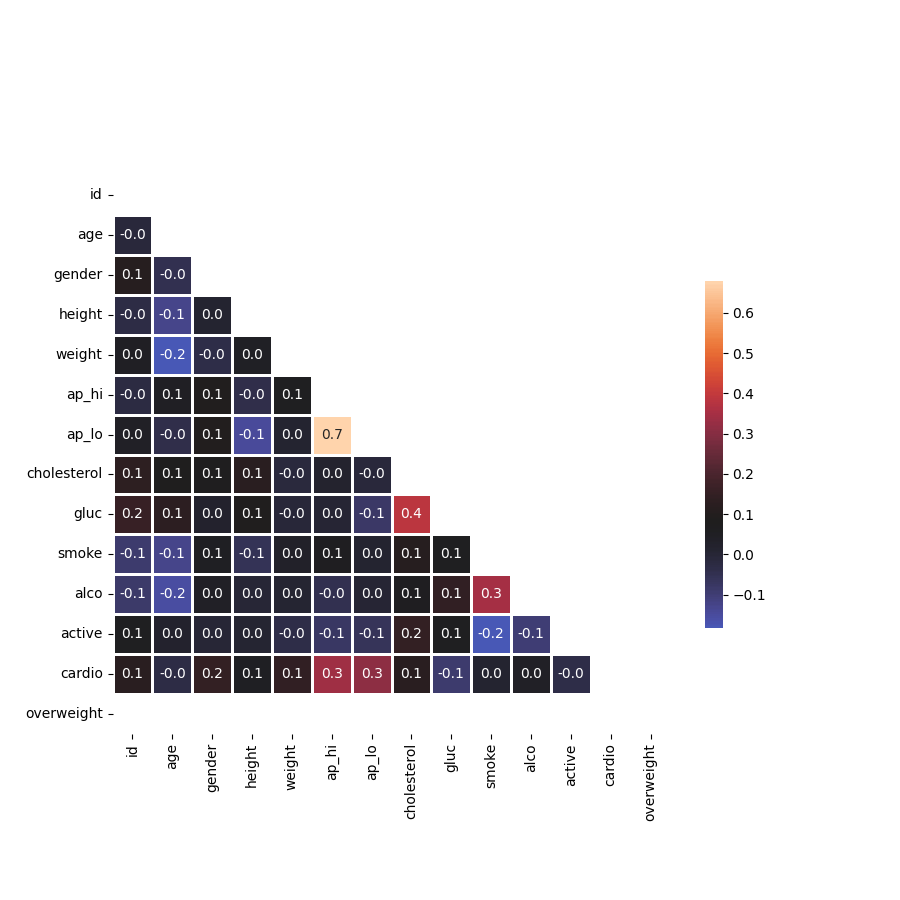 id
age -0.0
gender 0.1 -0.0
height -0.0 -0.1 0.0
weight 0.0 -0.2 -0.0 0.0
ap_hi -0.0 0.1 0.1 -0.0 0.1
ap_lo 0.0 -0.0 0.1 -0.1 0.0 0.7
cholesterol 0.1 0.1 0.1 0.1 -0.0 0.0 -0.0
gluc 0.2 0.1 0.0 0.1 -0.0 0.0 -0.1 0.4
smoke -0.1 -0.1 0.1 -0.1 0.0 0.1 0.0 0.1 0.1
alco -0.1 -0.2 0.0 0.0 0.0 -0.0 0.0 0.1 0.1 0.3
active 0.1 0.0 0.0 0.0 -0.0 -0.1 -0.1 0.2 0.1 -0.2 -0.1
cardio 0.1 -0.0 0.2 0.1 0.1 0.3 0.3 0.1 -0.1 0.0 0.0 -0.0
overweight
id age gender height weight ap_hi ap_lo cholesterol gluc smoke alco active cardio overweight
0.6
0.5
0.4
0.3
0.2
0.1
0.0
−0.1